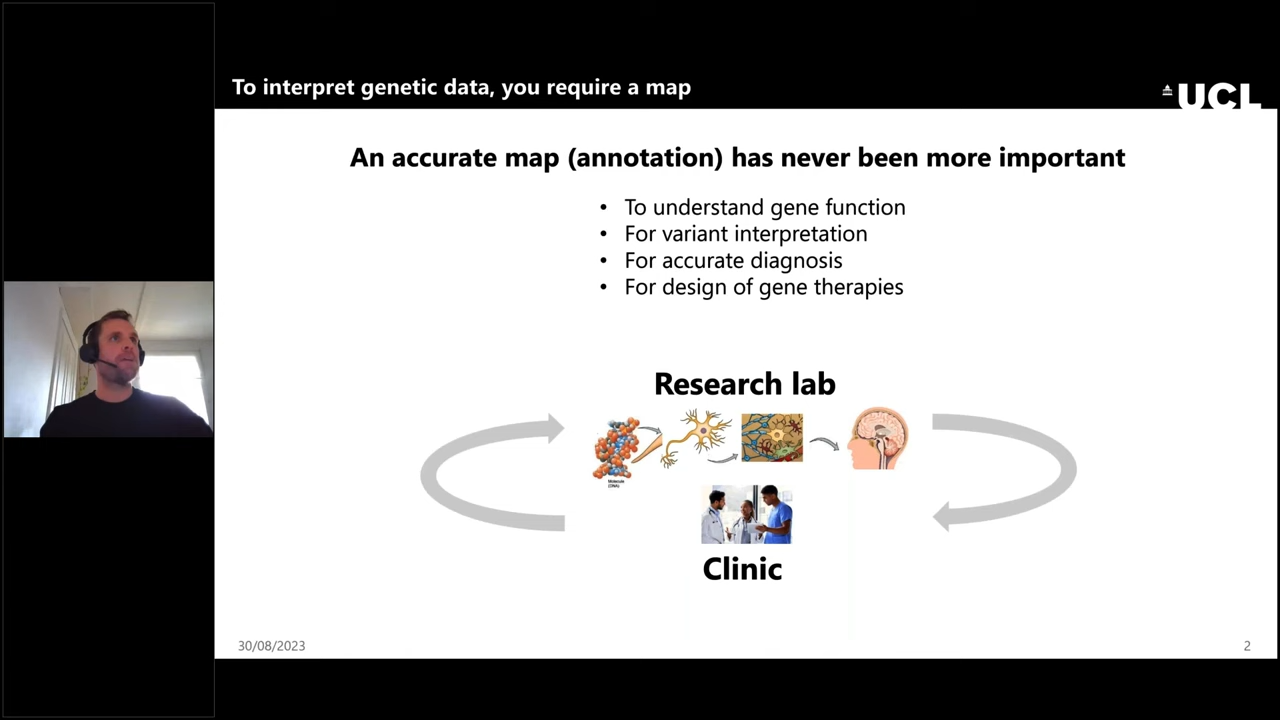 To interpret genetic data, you require a map
UCL
An accurate map (annotation) has never been more important
• To understand gene function
• For variant interpretation
• For accurate diagnosis
• For design of gene therapies
Research lab
Molecule
(DNA)
Clinic
30/08/2023
2